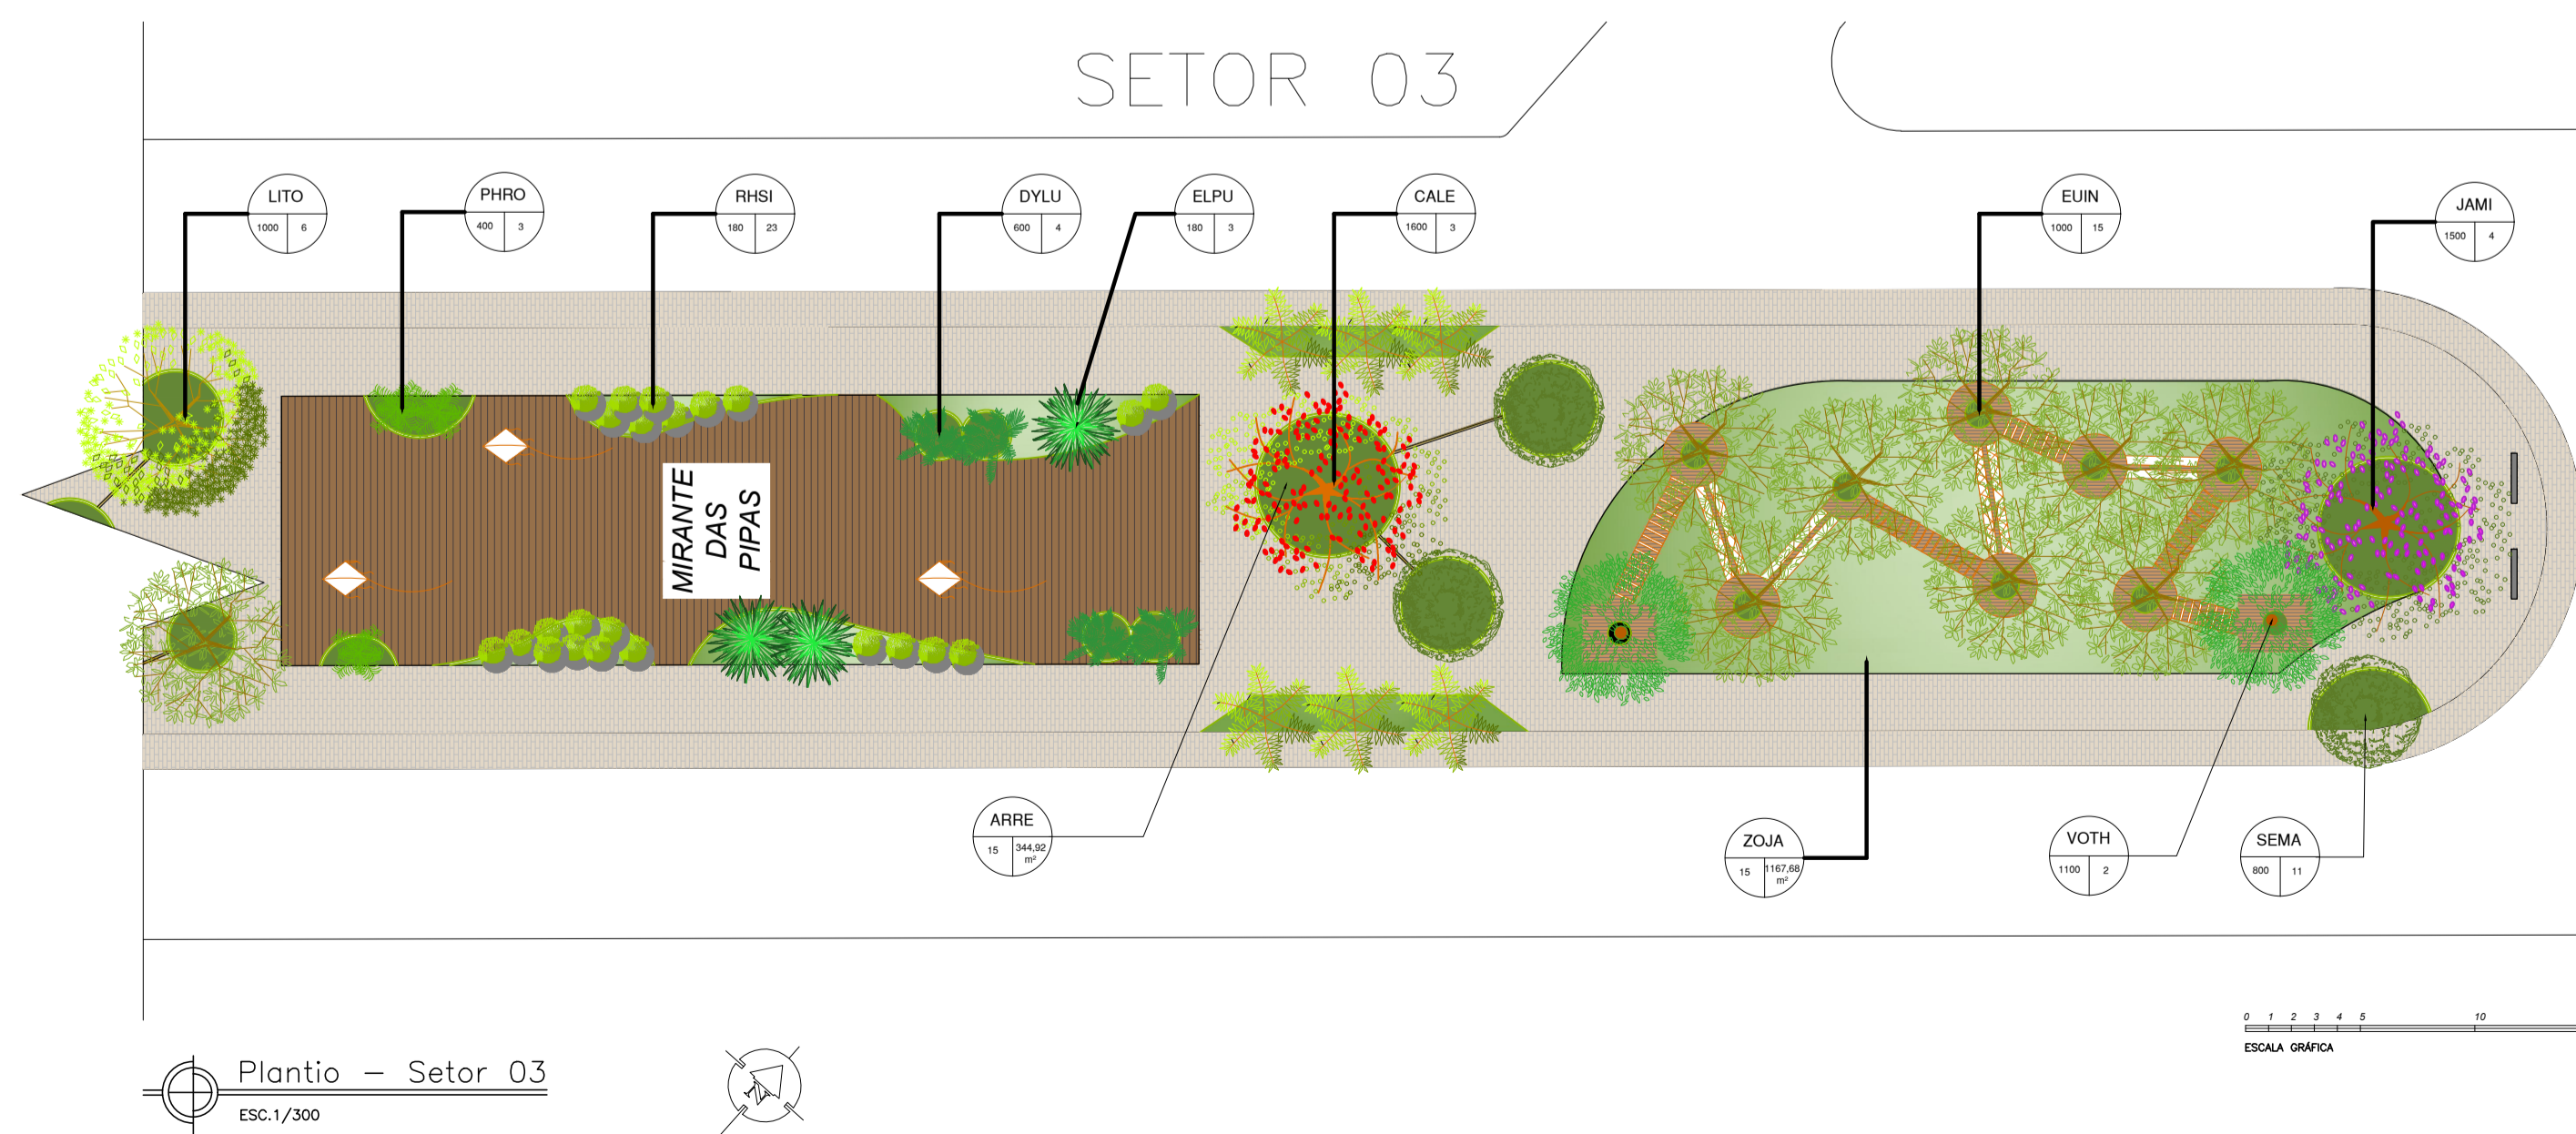 SETOR 03
LITO
1000 6
PHRO
400 3
RHSI
180 23
DYLU
600 4
ELPU
180 3
CALE
1600 3
EUIN
1000 15
JAMI
1500 4
MIRANTE
DAS
PIPAS
ARRE
15 344,92
m²
ZOJA
15 1167,68
m²
VOTH
1100 2
SEMA
800 11
0 1 2 3 4 5 10
ESCALA GRÁFICA
Plantio - Setor 03
ESC.1/300
N